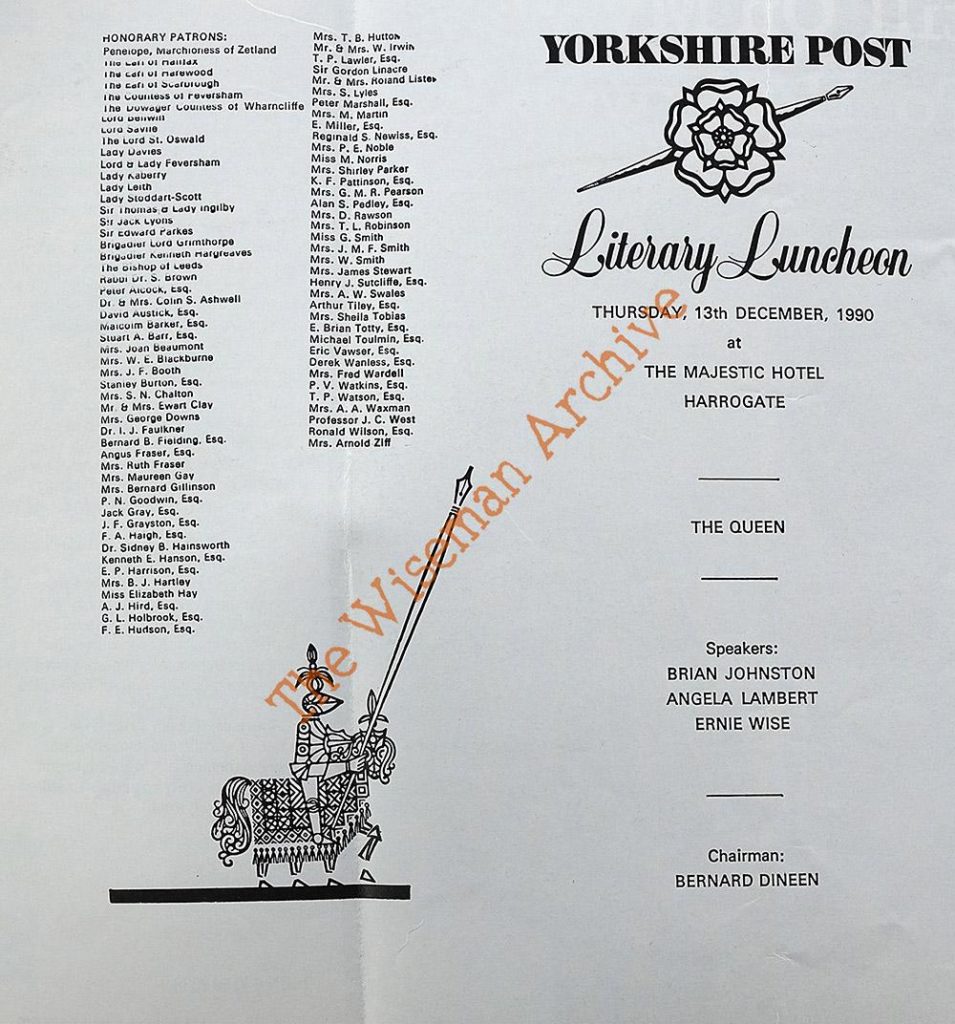 HONORARY PATRONS:
Penelope, Marchioness of Zetland
The Earl of Halifax
The Earl of Harewood
The Earl of Scarbrough
The Countess of Feversham
The Dowager Countess of Wharncliffe
Lord Bellwin
Lord Savile
The Lord St. Oswald
Lady Davies
Lord & Lady Feversham
Lady Kaberry
Lady Leith
Lady Stoddart-Scott
Sir Thomas & Lady Ingilby
Sir Jack Lyons
Sir Edward Parkes
Brigadier Lord Grimthorpe
Brigadier Kenneth Hargreaves
The Bishop of Leeds
Rabbi Dr. S. Brown
Peter Alcock, Esq.
Dr. & Mrs. Colin S. Ashwell
David Austick, Esq.
Malcolm Barker, Esq.
Stuart A. Barr, Esq.
Mrs. Joan Beaumont
Mrs. W. E. Blackburne
Mrs. J. F. Booth
Stanley Burton, Esq.
Mrs. S. N. Chalton
Mr. & Mrs. Ewart Clay
Mrs. George Downs
Dr. I. J. Faulkner
Bernard B. Fielding, Esq.
Angus Fraser, Esq.
Mrs. Ruth Fraser
Mrs. Maureen Gay
Mrs. Bernard Gillinson
P. N. Goodwin, Esq.
Jack Gray, Esq.
J. F. Grayston, Esq.
F. A. Haigh, Esq.
Dr. Sidney B. Hainsworth
Kenneth E. Hanson, Esq.
E. P. Harrison, Esq.
Mrs. B. J. Hartley
Miss Elizabeth Hay
A. J. Hird, Esq.
G. L. Holbrook, Esq.
F. E. Hudson, Esq.
Mrs. T. B. Hutton
Mr. & Mrs. W. Irwin
T. P. Lawler, Esq.
Sir Gordon Linacre
Mr. & Mrs. Roland Lister
Mrs. S. Lyles
Peter Marshall, Esq.
Mrs. M. Martin
E. Miller, Esq.
Reginald S. Newiss, Esq.
Mrs. P. E. Noble
Miss M. Norris
Mrs. Shirley Parker
K. F. Pattinson, Esq.
Mrs. G. M. R. Pearson
Alan S. Pedley, Esq.
Mrs. D. Rawson
Mrs. T. L. Robinson
Miss G. Smith
Mrs. J. M. F. Smith
Mrs. W. Smith
Mrs. James Stewart
Henry J. Sutcliffe, Esq.
Mrs. A. W. Swales
Arthur Tiley, Esq.
Mrs. Sheila Tobias
E. Brian Totty, Esq.
Michael Toulmin, Esq.
Eric Vawser, Esq.
Derek Wanless, Esq.
Mrs. Fred Wardell
P. V. Watkins, Esq.
T. P. Watson, Esq.
Mrs. A. A. Waxman
Professor J. C. West
Ronald Wilson, Esq.
Mrs. Arnold Ziff
YORKSHIRE POST
Literary Luncheon
THURSDAY, 13th DECEMBER, 1990
at
THE MAJESTIC HOTEL
HARROGATE
THE QUEEN
Speakers:
BRIAN JOHNSTON
ANGELA LAMBERT
ERNIE WISE
Chairman:
BERNARD DINEEN
The Wiseman Archive